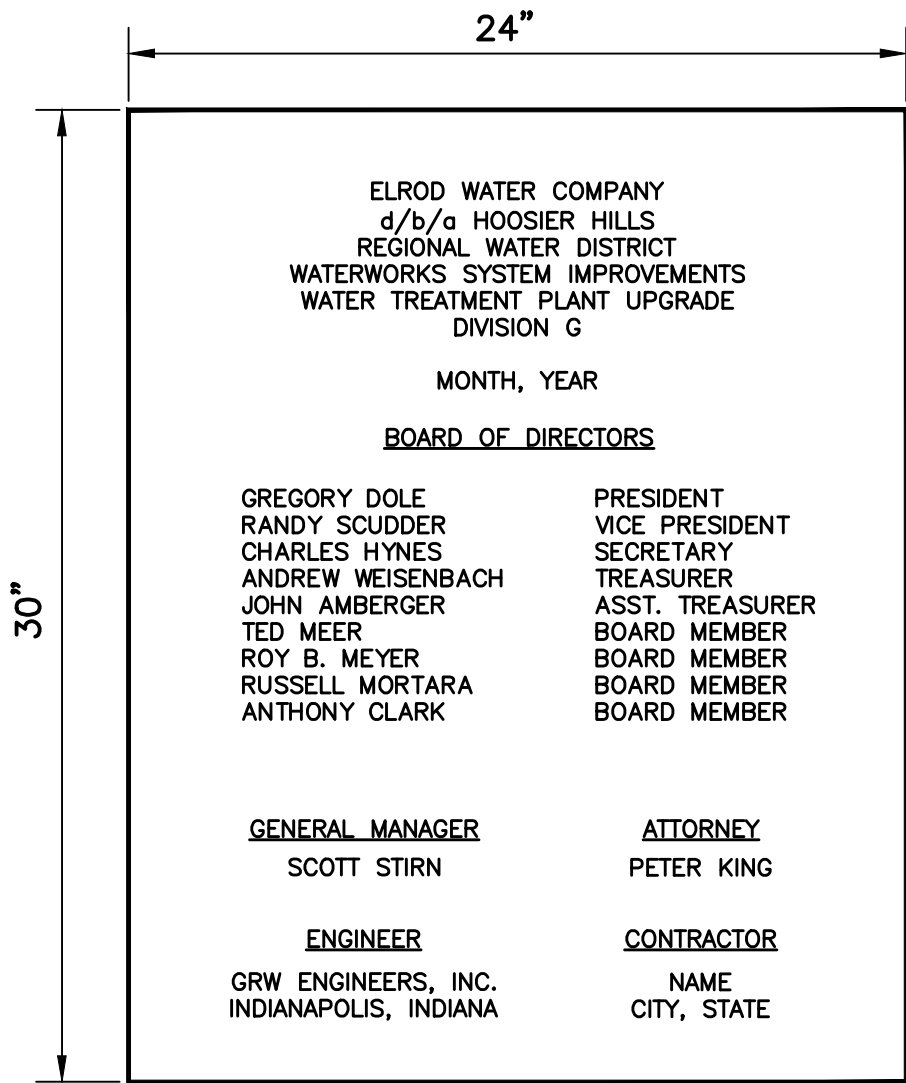 24"
ELROD WATER COMPANY
d/b/a HOOSIER HILLS
REGIONAL WATER DISTRICT
WATERWORKS SYSTEM IMPROVEMENTS
WATER TREATMENT PLANT UPGRADE
DIVISION G
MONTH, YEAR
BOARD OF DIRECTORS
GREGORY DOLE PRESIDENT
RANDY SCUDDER VICE PRESIDENT
CHARLES HYNES SECRETARY
ANDREW WEISENBACH TREASURER
JOHN AMBERGER ASST. TREASURER
TED MEER BOARD MEMBER
ROY B. MEYER BOARD MEMBER
RUSSELL MORTARA BOARD MEMBER
ANTHONY CLARK BOARD MEMBER
30"
GENERAL MANAGER ATTORNEY
SCOTT STIRN PETER KING
ENGINEER CONTRACTOR
GRW ENGINEERS, INC. NAME
INDIANAPOLIS, INDIANA CITY, STATE